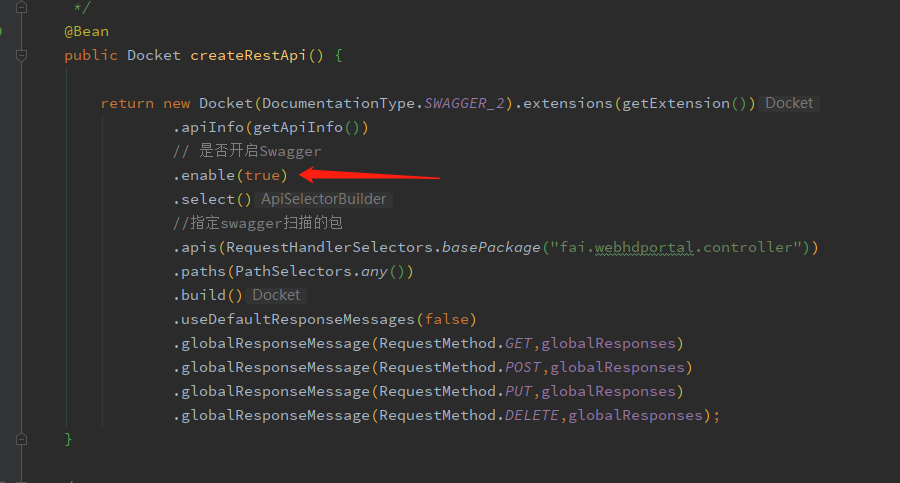 */
@Bean
public Docket createRestApi() {
return new Docket(DocumentationType.SWAGGER_2).extensions(getExtension()) Docket
.apiInfo(getApiInfo())
// 是否开启Swagger
.enable(true)
.select() ApiSelectorBuilder
//指定swagger扫描的包
.apis(RequestHandlerSelectors.basePackage("fai.webhdportal.controller"))
.paths(PathSelectors.any())
.build() Docket
.useDefaultResponseMessages(false)
.globalResponseMessage(RequestMethod.GET,globalResponses)
.globalResponseMessage(RequestMethod.POST,globalResponses)
.globalResponseMessage(RequestMethod.PUT,globalResponses)
.globalResponseMessage(RequestMethod.DELETE,globalResponses);
}